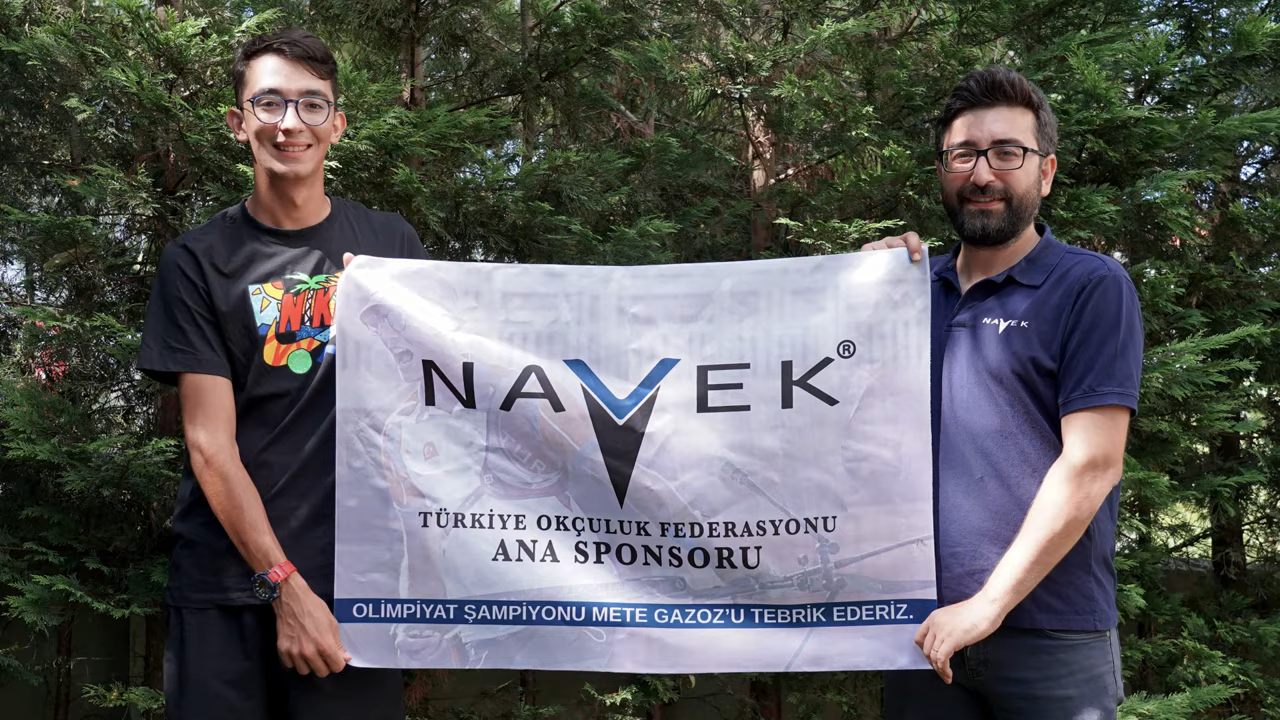 NAVEK®
TÜRKİYE OKÇULUK FEDERASYONU
ANA SPONSORU
OLİMPİYAT ŞAMPİYONU METE GAZOZ'U TEBRİK EDERİZ.
NAVEK